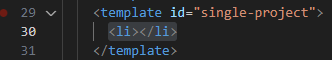 29 <template id="single-project">
30 <li></li>
31 </template>